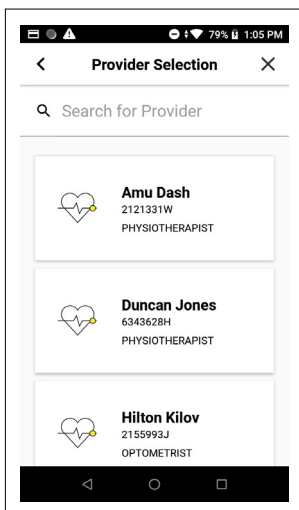 79% 1:05 PM
Provider Selection
Search for Provider
Amu Dash
2121331W
PHYSIOTHERAPIST
Duncan Jones
6343628H
PHYSIOTHERAPIST
Hilton Kilov
2155993J
OPTOMETRIST